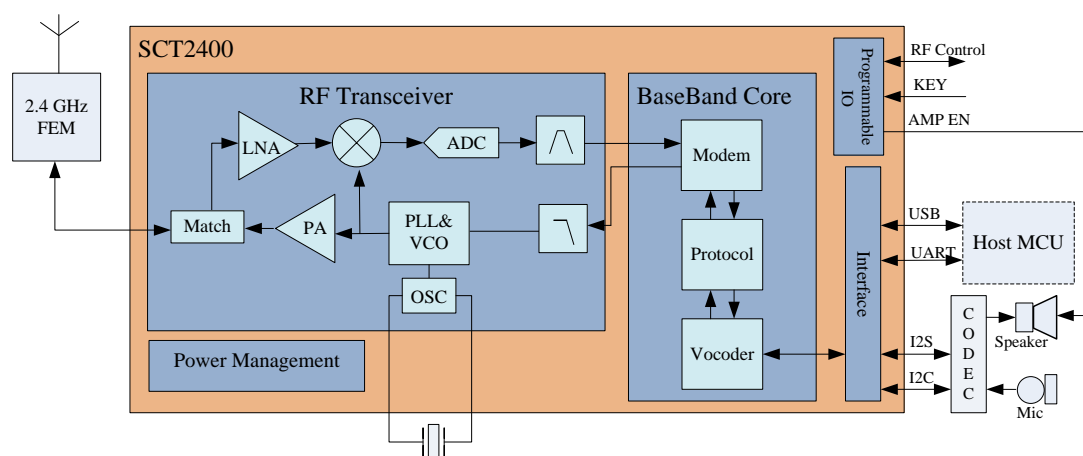 SCT2400
2.4 GHz
FEM
RF Transceiver
LNA
ADC
Match
PA
PLL&
VCO
OSC
Power Management
BaseBand Core
Modem
Protocol
Vocoder
Programmable
IO
Interface
RF Control
KEY
AMP EN
USB
UART
Host MCU
I2S
I2C
CODEC
Speaker
Mic